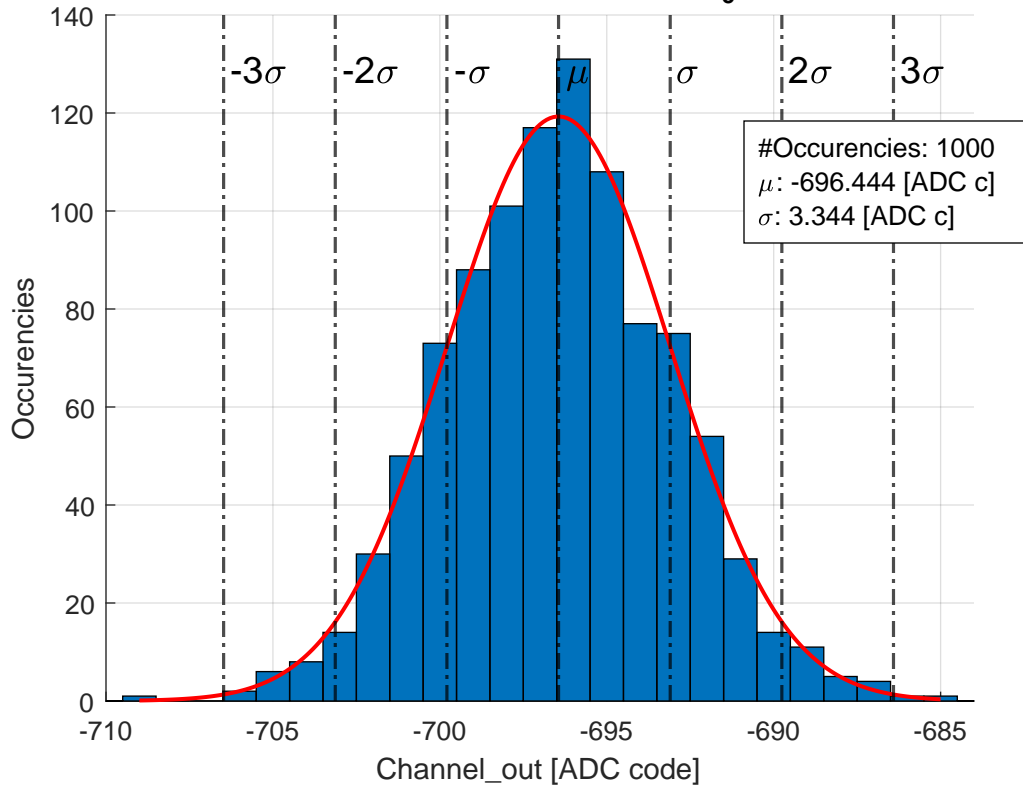 140
120
100
80
60
40
20
0
-3σ
-2σ
-σ
μ
σ
2σ
3σ
#Occurencies: 1000
μ: -696.444 [ADC c]
σ: 3.344 [ADC c]
Occurencies
-710
-705
-700
-695
-690
-685
Channel_out [ADC code]